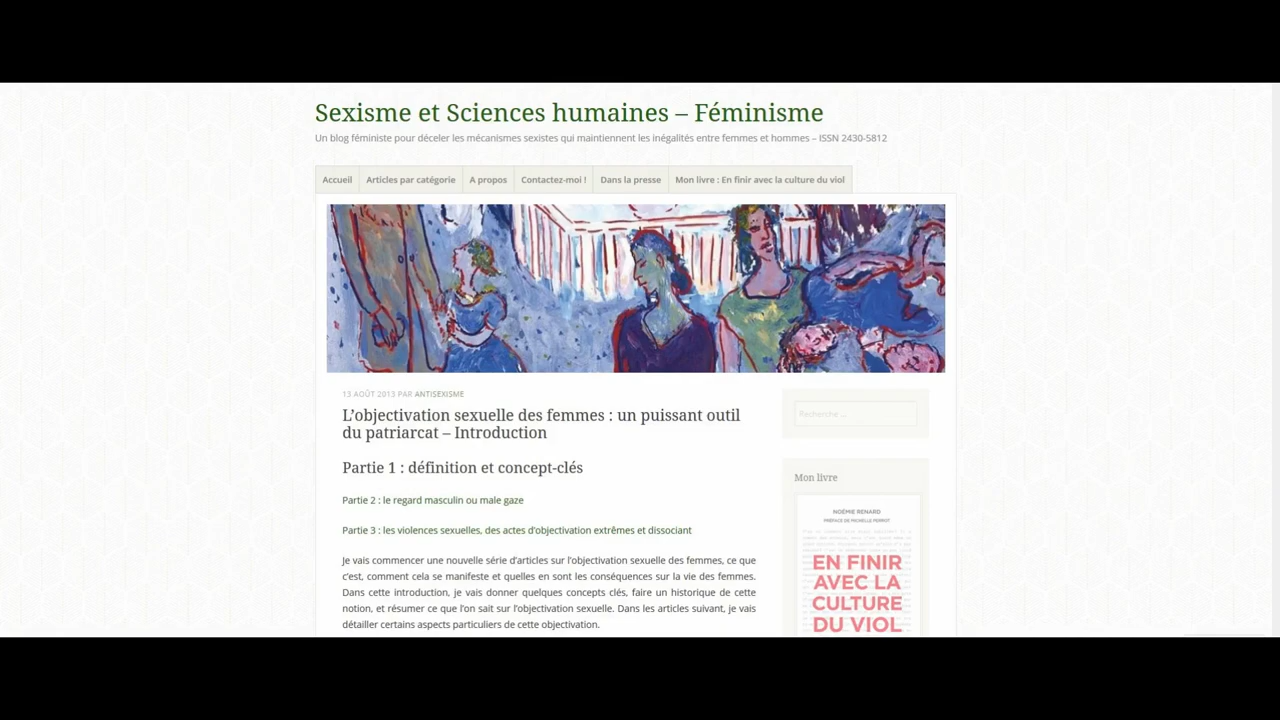 Sexisme et Sciences humaines – Féminisme
Un blog féministe pour déceler les mécanismes sexistes qui maintiennent les inégalités entre femmes et hommes – ISSN 2430-5812
Accueil
Articles par catégorie
A propos
Contactez-moi !
Dans la presse
Mon livre : En finir avec la culture du viol
13 AOÛT 2013 PAR ANTISEXISME
L’objectivation sexuelle des femmes : un puissant outil
du patriarcat – Introduction
Partie 1 : définition et concept-clés
Partie 2 : le regard masculin ou male gaze
Partie 3 : les violences sexuelles, des actes d’objectivation extrêmes et dissociant
Je vais commencer une nouvelle série d’articles sur l’objectivation sexuelle des femmes, ce que
c’est, comment cela se manifeste et quelles en sont les conséquences sur la vie des femmes.
Dans cette introduction, je vais donner quelques concepts clés, faire un historique de cette
notion, et résumer ce que l’on sait sur l’objectivation sexuelle. Dans les articles suivant, je vais
détailler certains aspects particuliers de cette objectivation.
Recherche ...
Mon livre
NOÉMIE RENARD
PRÉFACE DE MICHELLE PERROT
EN FINIR
AVEC LA
CULTURE
DU VIOL